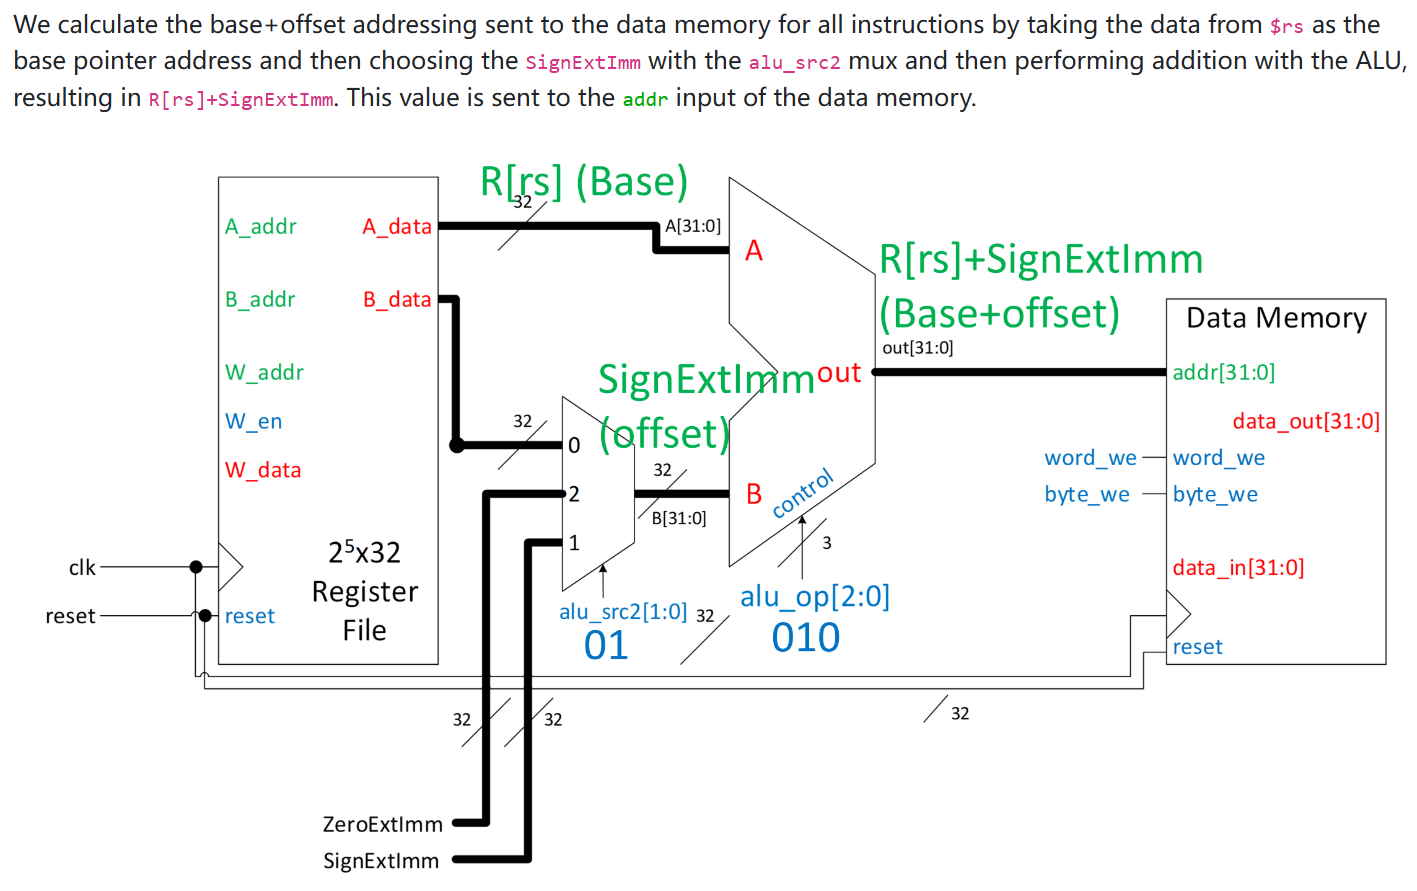 We calculate the base+offset addressing sent to the data memory for all instructions by taking the data from $rs as the
base pointer address and then choosing the SignExtImm with the alu_src2 mux and then performing addition with the ALU,
resulting in R[rs]+SignExtImm. This value is sent to the addr input of the data memory.
R[rs] (Base)
32
A_addr
A_data
A[31:0]
A
R[rs]+SignExtImm
(Base+offset)
B_addr
B_data
Data Memory
out[31:0]
W_addr
SignExtImm
out
addr[31:0]
W_en
32
(offset)
data_out[31:0]
0
W_data
32
word_we
word_we
2
B
control
byte_we
byte_we
B[31:0]
1
3
2⁵x32
Register
File
clk
data_in[31:0]
alu_src2[1:0]
32
alu_op[2:0]
reset
reset
01
010
reset
32
32
32
ZeroExtImm
SignExtImm